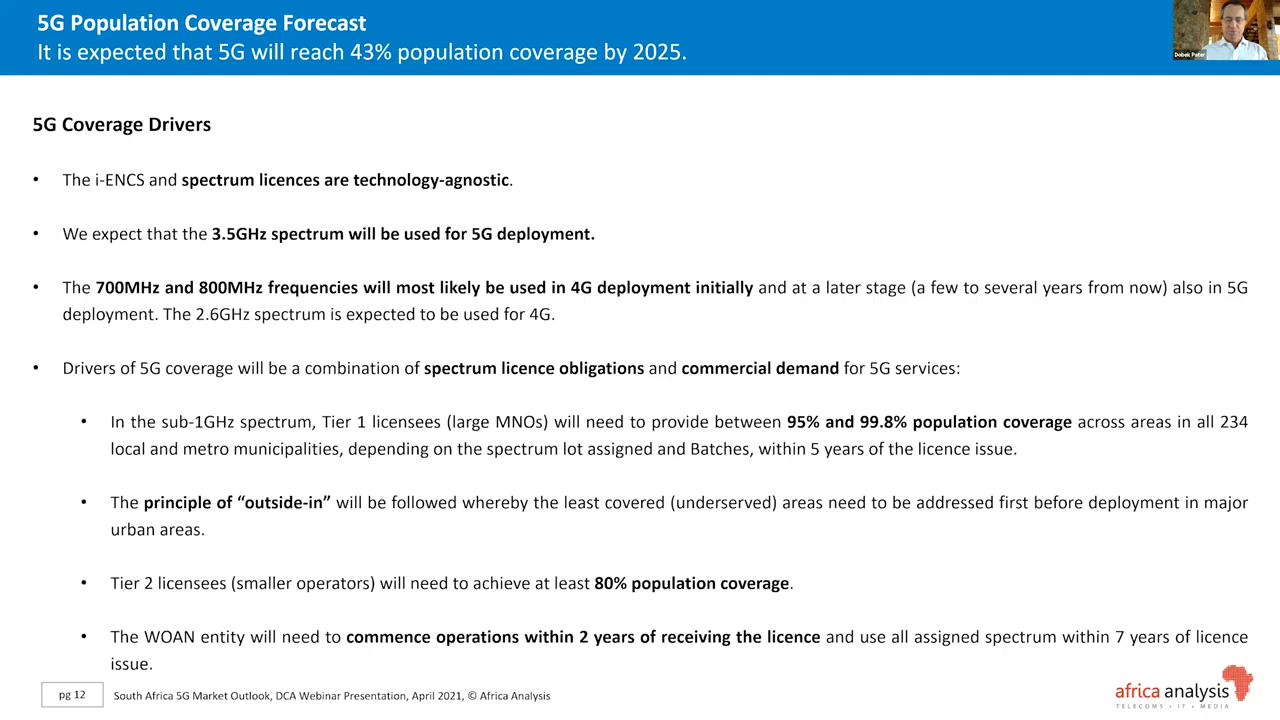 5G Population Coverage Forecast
It is expected that 5G will reach 43% population coverage by 2025.
Dobek Pater
5G Coverage Drivers
• The i-ENCS and spectrum licences are technology-agnostic.
• We expect that the 3.5GHz spectrum will be used for 5G deployment.
• The 700MHz and 800MHz frequencies will most likely be used in 4G deployment initially and at a later stage (a few to several years from now) also in 5G
deployment. The 2.6GHz spectrum is expected to be used for 4G.
• Drivers of 5G coverage will be a combination of spectrum licence obligations and commercial demand for 5G services:
• In the sub-1GHz spectrum, Tier 1 licensees (large MNOs) will need to provide between 95% and 99.8% population coverage across areas in all 234
local and metro municipalities, depending on the spectrum lot assigned and Batches, within 5 years of the licence issue.
• The principle of “outside-in” will be followed whereby the least covered (underserved) areas need to be addressed first before deployment in major
urban areas.
• Tier 2 licensees (smaller operators) will need to achieve at least 80% population coverage.
• The WOAN entity will need to commence operations within 2 years of receiving the licence and use all assigned spectrum within 7 years of licence
issue.
pg 12
South Africa 5G Market Outlook, DCA Webinar Presentation, April 2021, © Africa Analysis
africa analysis
TELECOMS • IT • MEDIA